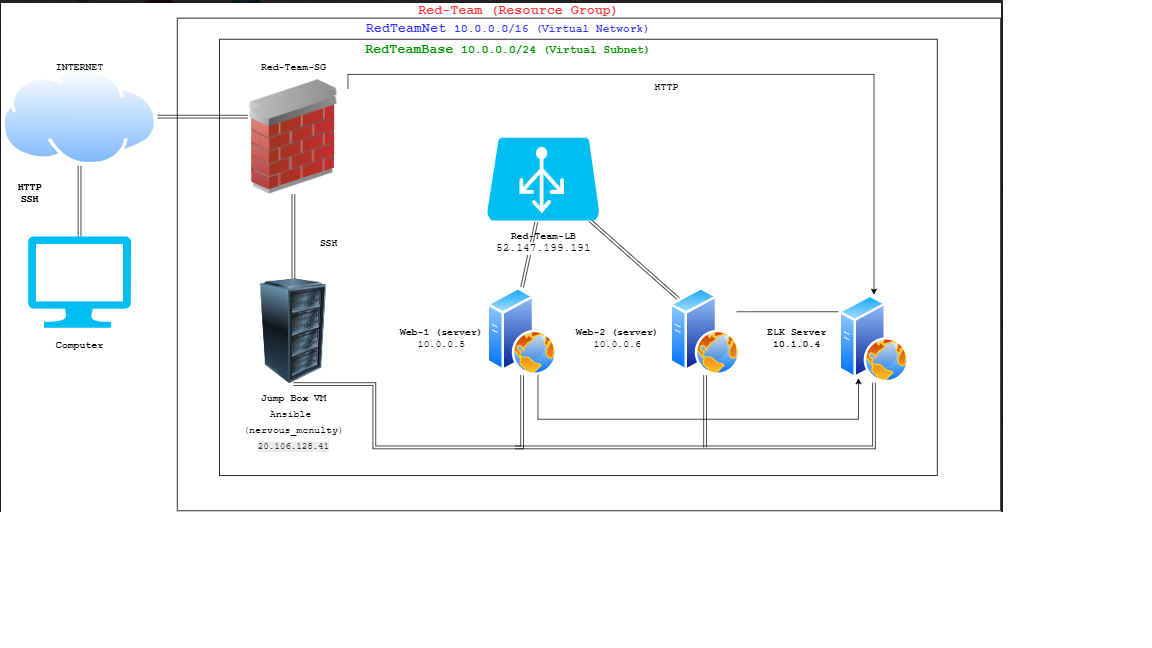 Red-Team (Resource Group)
RedTeamNet 10.0.0.0/16 (Virtual Network)
RedTeamBase 10.0.0.0/24 (Virtual Subnet)
INTERNET
Red-Team-SG
HTTP
HTTP
SSH
SSH
Red-Team-LB
52.147.199.191
Web-1 (server)
10.0.0.5
Web-2 (server)
10.0.0.6
ELK Server
10.1.0.4
Computer
Jump Box VM
Ansible
(nervous_mcnulty)
20.106.128.41